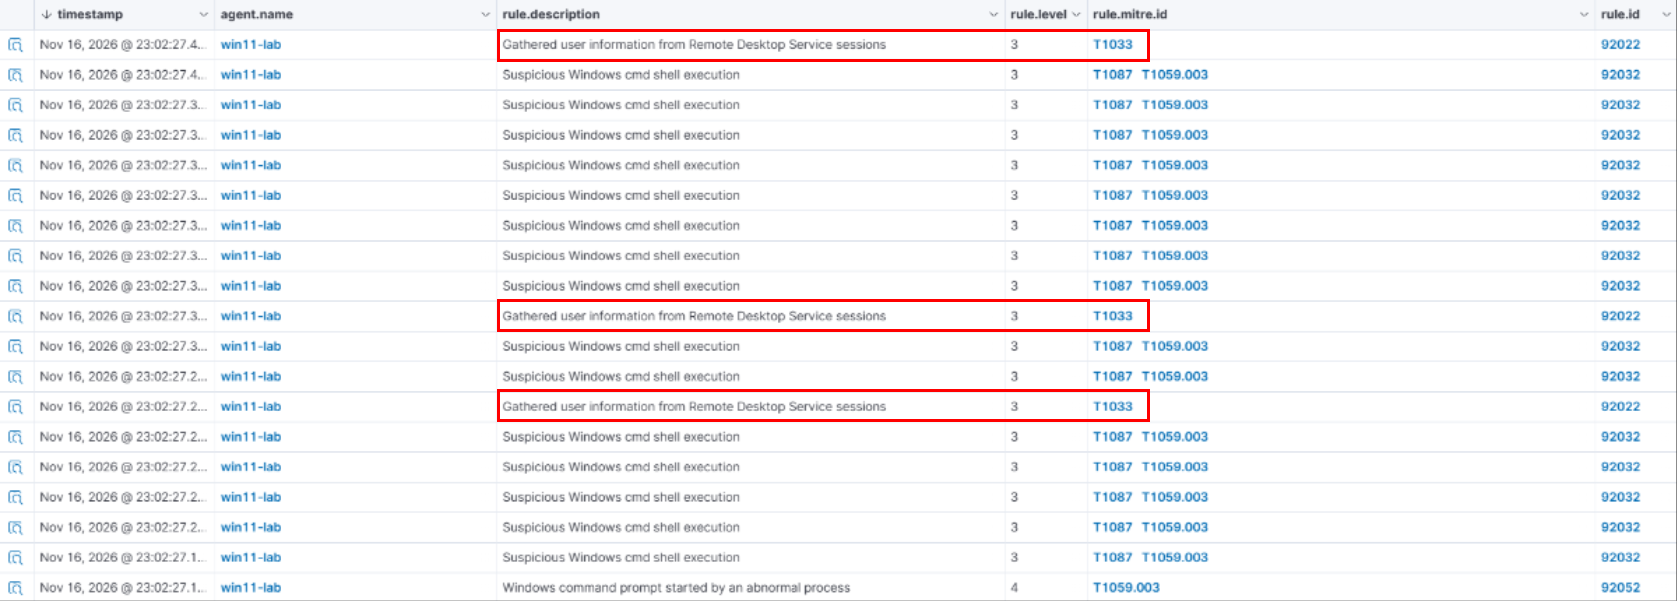 timestamp agent.name rule.description rule.level rule.mitre.id rule.id
Nov 16, 2026 @ 23:02:27.4... win11-lab Gathered user information from Remote Desktop Service sessions 3 T1033 92022
Nov 16, 2026 @ 23:02:27.4... win11-lab Suspicious Windows cmd shell execution 3 T1087 T1059.003 92032
Nov 16, 2026 @ 23:02:27.3... win11-lab Suspicious Windows cmd shell execution 3 T1087 T1059.003 92032
Nov 16, 2026 @ 23:02:27.3... win11-lab Suspicious Windows cmd shell execution 3 T1087 T1059.003 92032
Nov 16, 2026 @ 23:02:27.3... win11-lab Suspicious Windows cmd shell execution 3 T1087 T1059.003 92032
Nov 16, 2026 @ 23:02:27.3... win11-lab Suspicious Windows cmd shell execution 3 T1087 T1059.003 92032
Nov 16, 2026 @ 23:02:27.3... win11-lab Suspicious Windows cmd shell execution 3 T1087 T1059.003 92032
Nov 16, 2026 @ 23:02:27.3... win11-lab Suspicious Windows cmd shell execution 3 T1087 T1059.003 92032
Nov 16, 2026 @ 23:02:27.3... win11-lab Suspicious Windows cmd shell execution 3 T1087 T1059.003 92032
Nov 16, 2026 @ 23:02:27.3... win11-lab Gathered user information from Remote Desktop Service sessions 3 T1033 92022
Nov 16, 2026 @ 23:02:27.3... win11-lab Suspicious Windows cmd shell execution 3 T1087 T1059.003 92032
Nov 16, 2026 @ 23:02:27.2... win11-lab Suspicious Windows cmd shell execution 3 T1087 T1059.003 92032
Nov 16, 2026 @ 23:02:27.2... win11-lab Gathered user information from Remote Desktop Service sessions 3 T1033 92022
Nov 16, 2026 @ 23:02:27.2... win11-lab Suspicious Windows cmd shell execution 3 T1087 T1059.003 92032
Nov 16, 2026 @ 23:02:27.2... win11-lab Suspicious Windows cmd shell execution 3 T1087 T1059.003 92032
Nov 16, 2026 @ 23:02:27.2... win11-lab Suspicious Windows cmd shell execution 3 T1087 T1059.003 92032
Nov 16, 2026 @ 23:02:27.2... win11-lab Suspicious Windows cmd shell execution 3 T1087 T1059.003 92032
Nov 16, 2026 @ 23:02:27.1... win11-lab Suspicious Windows cmd shell execution 3 T1087 T1059.003 92032
Nov 16, 2026 @ 23:02:27.1... win11-lab Windows command prompt started by an abnormal process 4 T1059.003 92052